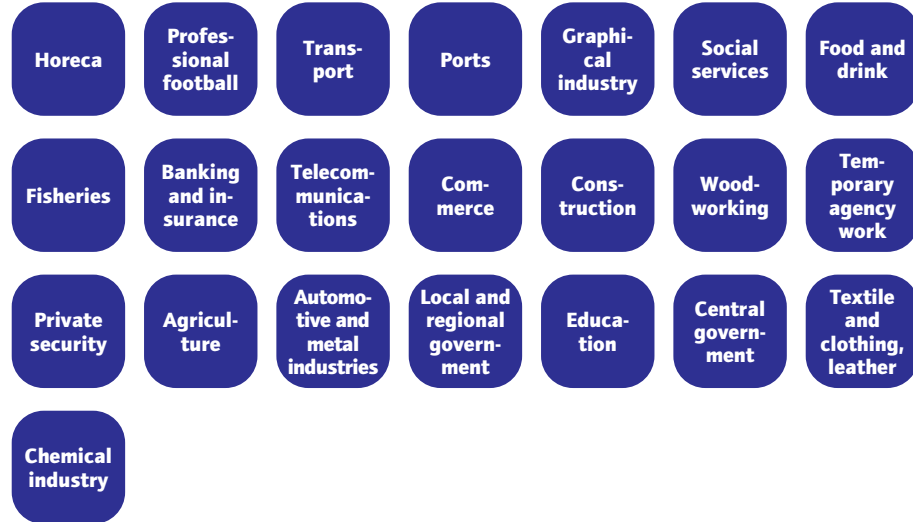 Horeca
Profes-
sional
football
Trans-
port
Ports
Graphi-
cal
industry
Social
services
Food and
drink
Fisheries
Banking
and in-
surance
Telecom-
munica-
tions
Com-
merce
Cons-
truction
Wood-
working
Tem-
porary
agency
work
Private
security
Agricul-
ture
Automo-
tive and
metal
industries
Local and
regional
govern-
ment
Educa-
tion
Central
govern-
ment
Textile
and
clothing,
leather
Chemical
industry